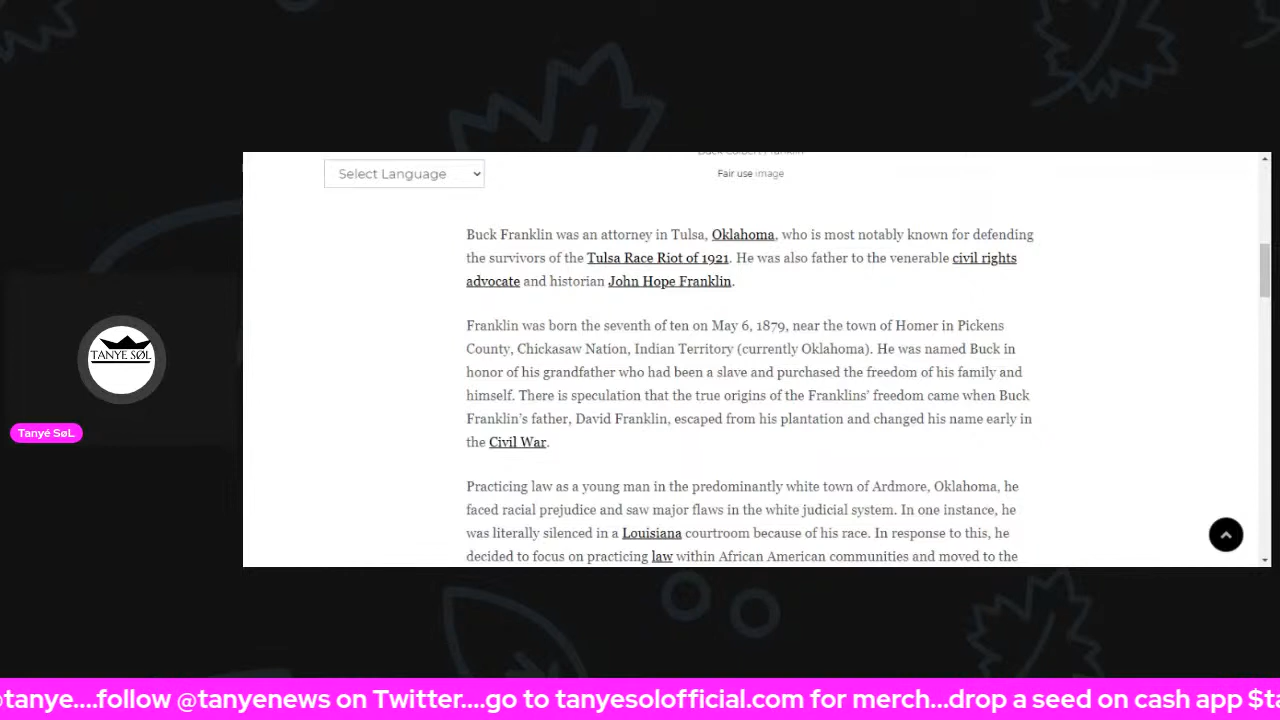 Select Language
Buck Colbert Franklin
Fair use image
Buck Franklin was an attorney in Tulsa, Oklahoma, who is most notably known for defending
the survivors of the Tulsa Race Riot of 1921. He was also father to the venerable civil rights
advocate and historian John Hope Franklin.
Franklin was born the seventh of ten on May 6, 1879, near the town of Homer in Pickens
County, Chickasaw Nation, Indian Territory (currently Oklahoma). He was named Buck in
honor of his grandfather who had been a slave and purchased the freedom of his family and
himself. There is speculation that the true origins of the Franklins’ freedom came when Buck
Franklin’s father, David Franklin, escaped from his plantation and changed his name early in
the Civil War.
Practicing law as a young man in the predominantly white town of Ardmore, Oklahoma, he
faced racial prejudice and saw major flaws in the white judicial system. In one instance, he
was literally silenced in a Louisiana courtroom because of his race. In response to this, he
decided to focus on practicing law within African American communities and moved to the
TANYE SØL
Tanyé SøL
tanye....follow @tanyenews on Twitter....go to tanyesolofficial.com for merch...drop a seed on cash app $ta